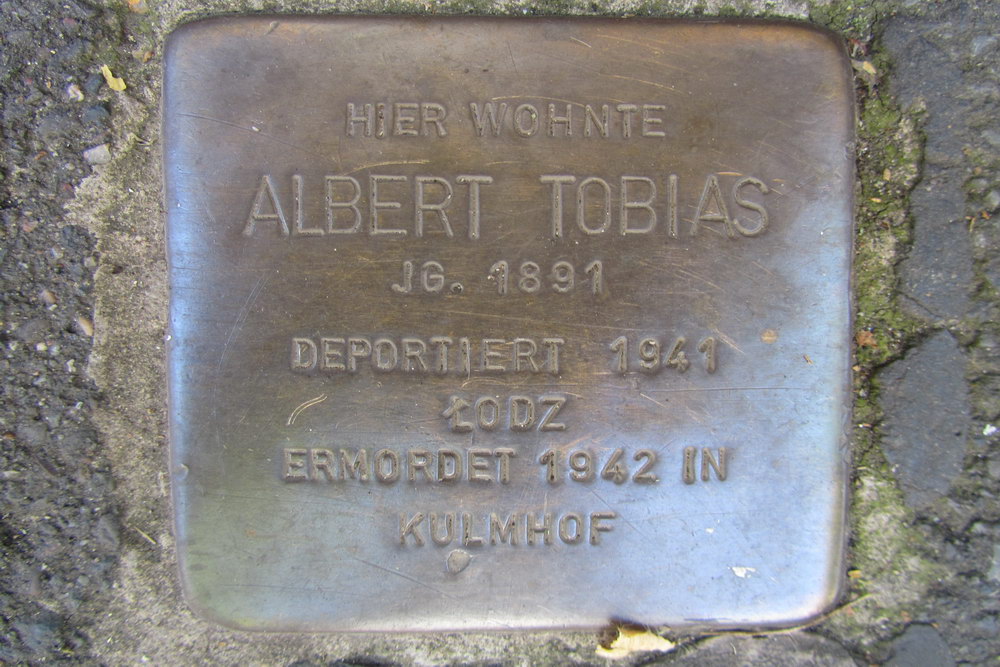 HIER WOHNTE
ALBERT TOBIAS
JG. 1891
DEPORTIERT 1941
ŁODZ
ERMORDET 1942 IN
KULMHOF